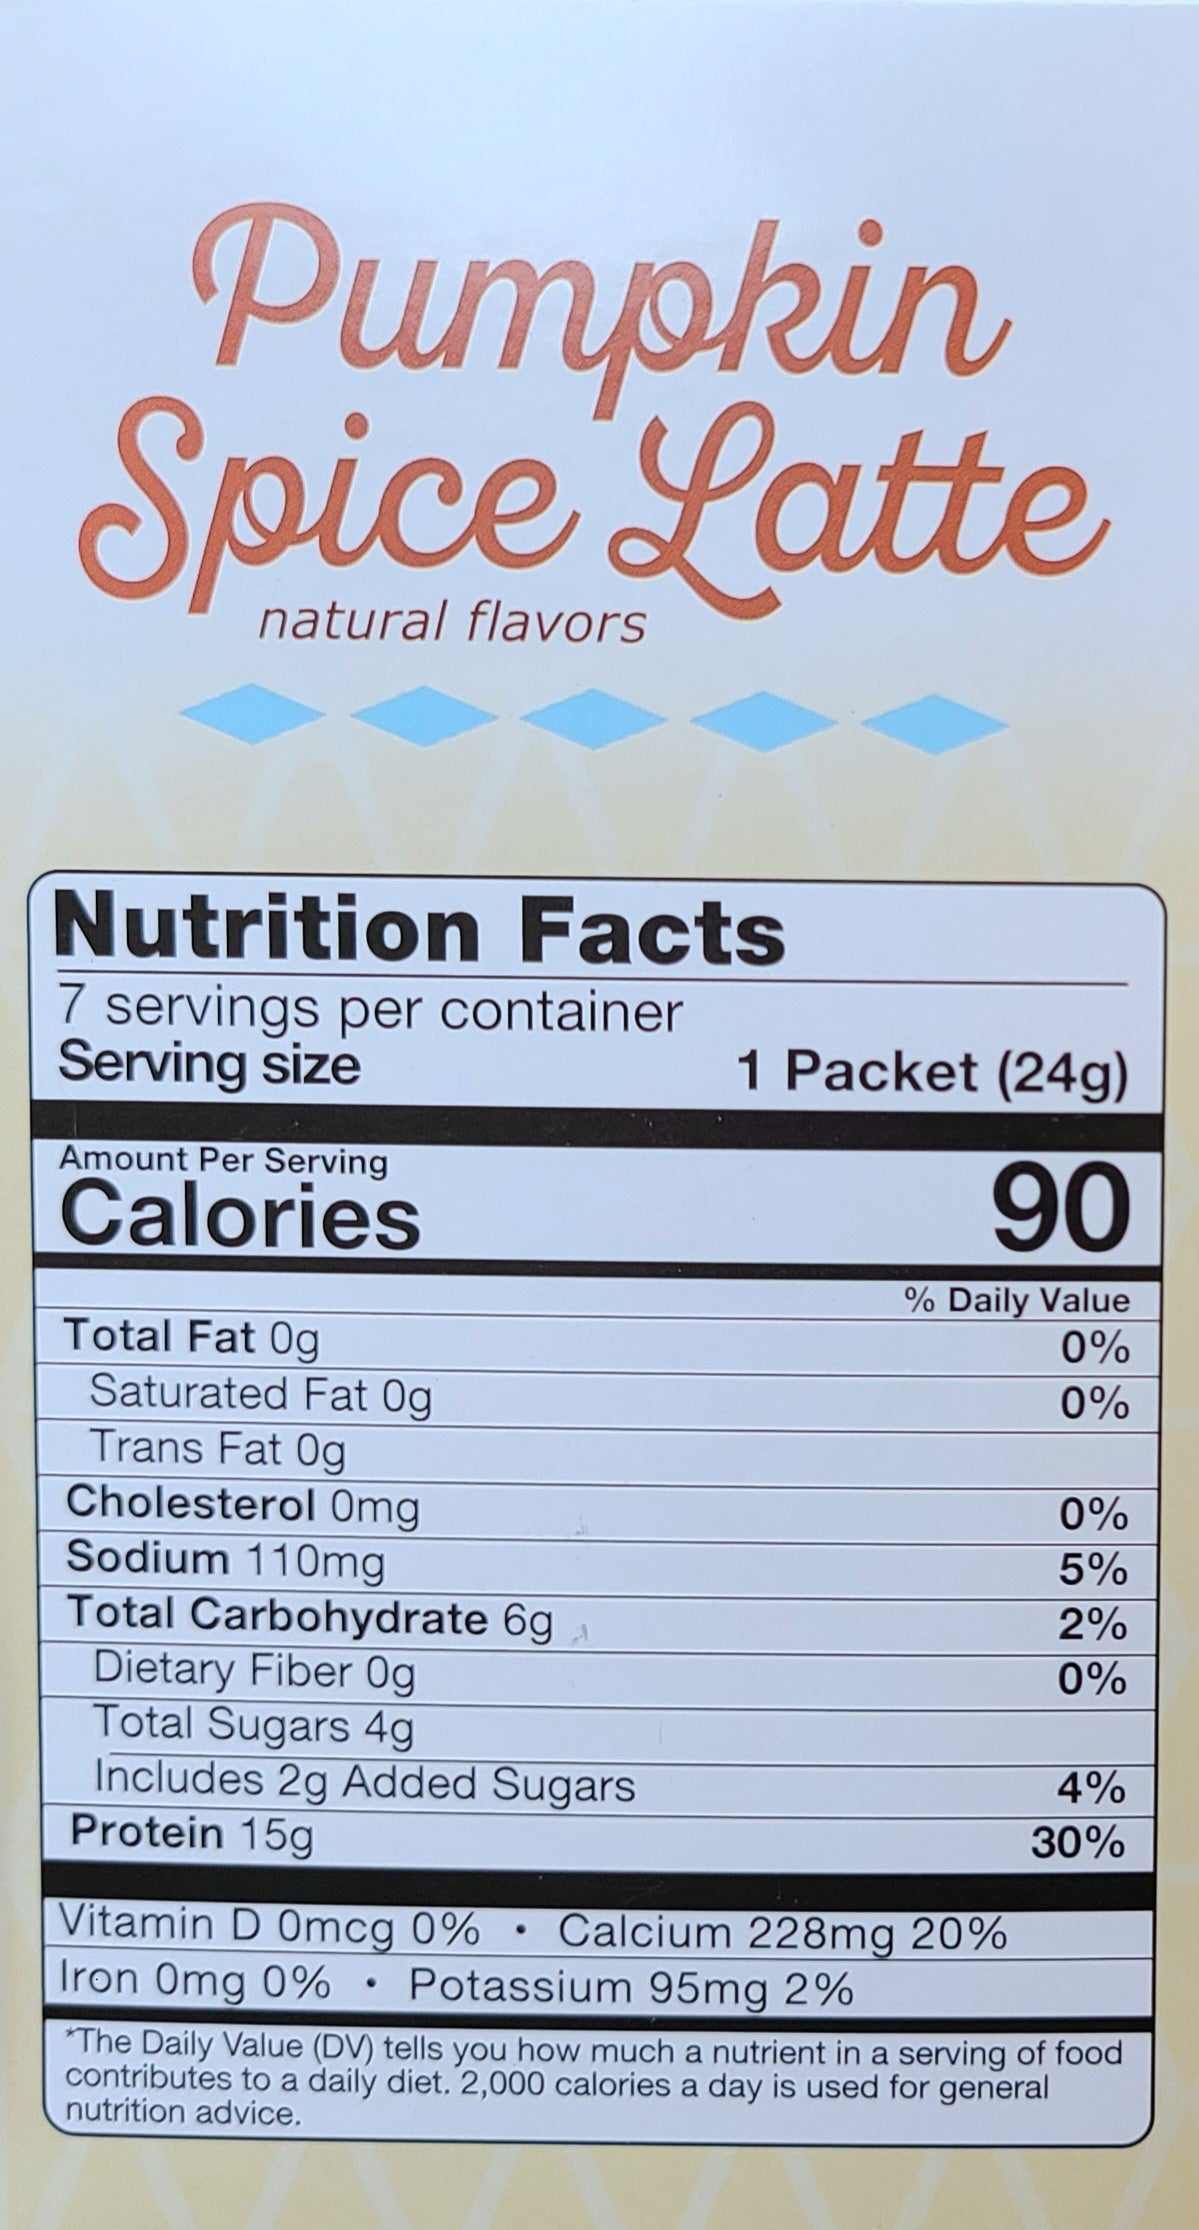 Pumpkin
Spice Latte
natural flavors
Nutrition Facts
7 servings per container
Serving size 1 Packet (24g)
Amount Per Serving
Calories 90
% Daily Value
Total Fat 0g 0%
Saturated Fat 0g 0%
Trans Fat 0g
Cholesterol 0mg 0%
Sodium 110mg 5%
Total Carbohydrate 6g 2%
Dietary Fiber 0g 0%
Total Sugars 4g
Includes 2g Added Sugars 4%
Protein 15g 30%
Vitamin D 0mcg 0% • Calcium 228mg 20%
Iron 0mg 0% • Potassium 95mg 2%
*The Daily Value (DV) tells you how much a nutrient in a serving of food
contributes to a daily diet. 2,000 calories a day is used for general
nutrition advice.